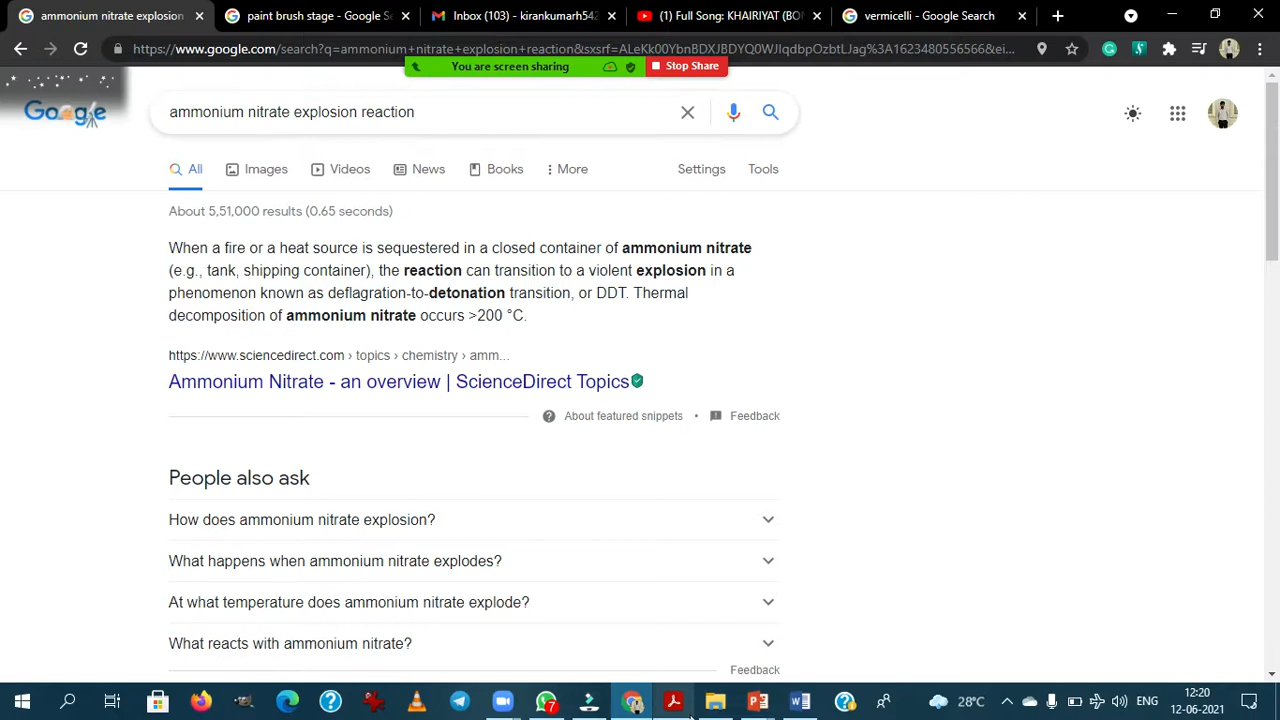 ammonium nitrate explosion
paint brush stage - Google Se
Inbox (103) - kirankumarh542
(1) Full Song: KHAIRIYAT (BON
vermicelli - Google Search
https://www.google.com/search?q=ammonium+nitrate+explosion+reaction&sxsrf=ALeKk00YbnBDXJBDYQ0WJIqdbpOzbtLJag%3A1623480556566&ei...
You are screen sharing
Stop Share
Google
ammonium nitrate explosion reaction
All
Images
Videos
News
Books
More
Settings
Tools
About 5,51,000 results (0.65 seconds)
When a fire or a heat source is sequestered in a closed container of ammonium nitrate
(e.g., tank, shipping container), the reaction can transition to a violent explosion in a
phenomenon known as deflagration-to-detonation transition, or DDT. Thermal
decomposition of ammonium nitrate occurs >200 °C.
https://www.sciencedirect.com › topics › chemistry › amm...
Ammonium Nitrate - an overview | ScienceDirect Topics
About featured snippets • Feedback
People also ask
How does ammonium nitrate explosion?
What happens when ammonium nitrate explodes?
At what temperature does ammonium nitrate explode?
What reacts with ammonium nitrate?
Feedback
7
28°C
ENG
12:20
12-06-2021